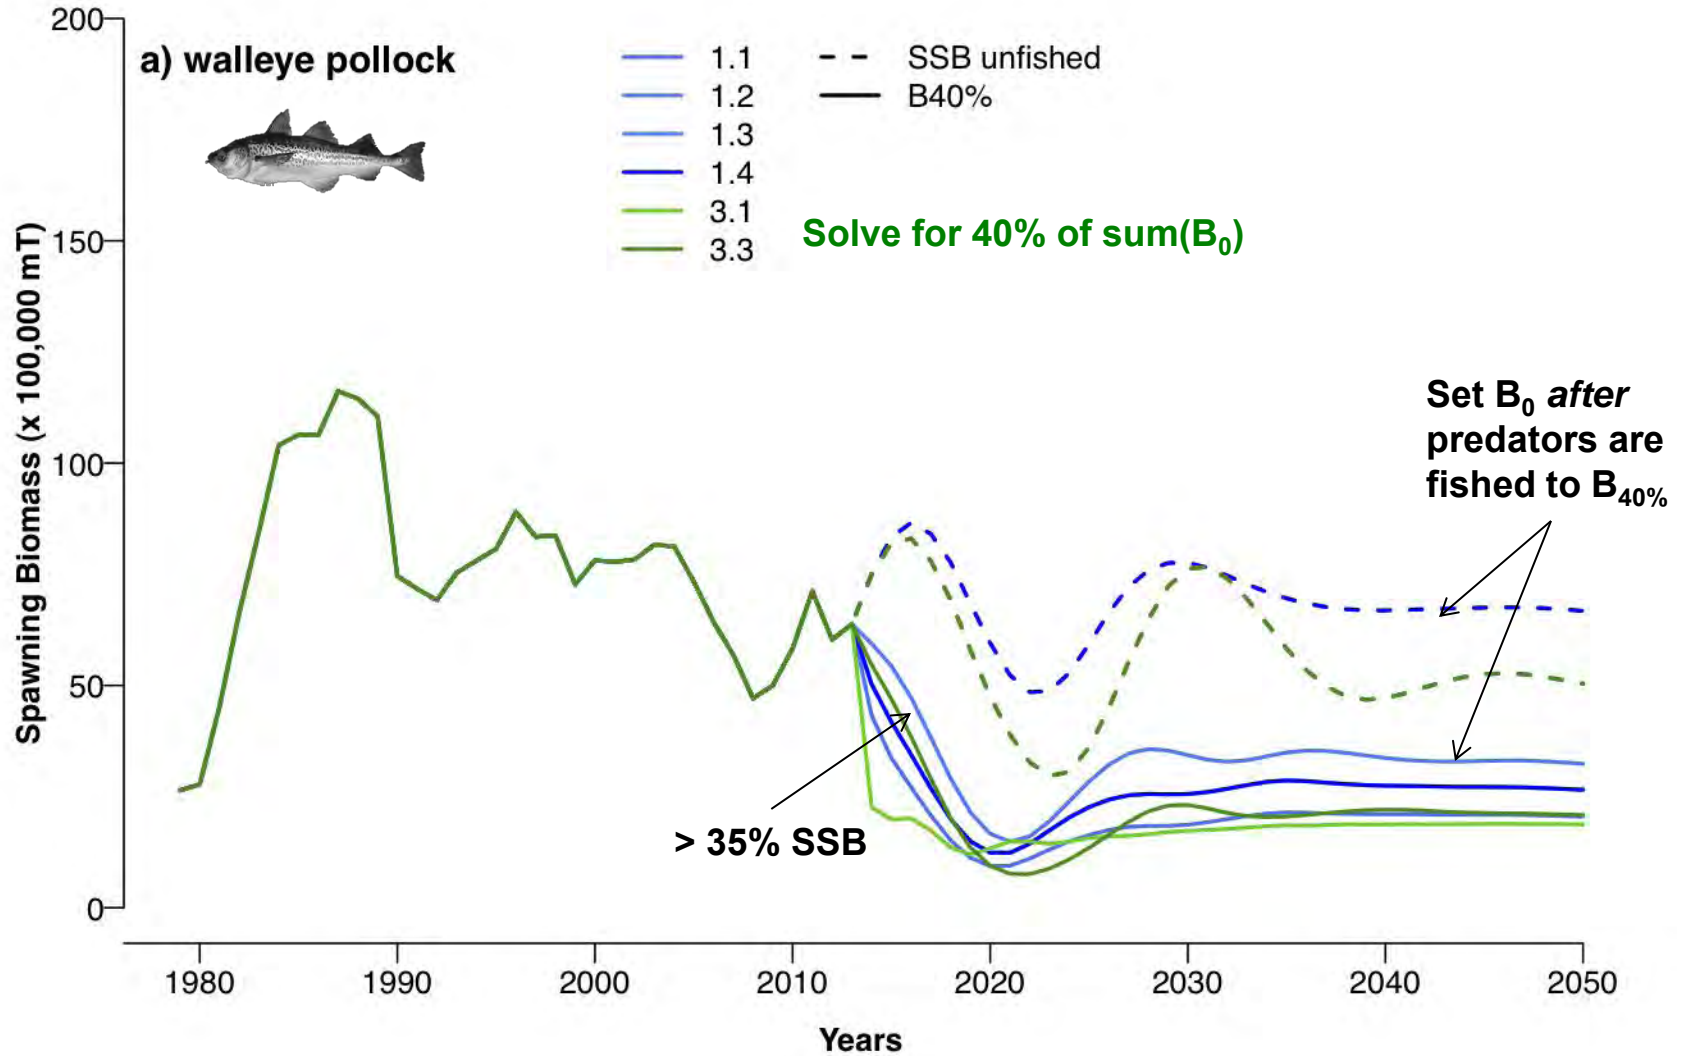 a) walleye pollock
1.1
1.2
1.3
1.4
3.1
3.3
SSB unfished
B40%
Solve for 40% of sum(B₀)
Set B₀ after
predators are
fished to B₄₀%
> 35% SSB
Spawning Biomass (x 100,000 mT)
200
150
100
50
0
1980 1990 2000 2010 2020 2030 2040 2050
Years